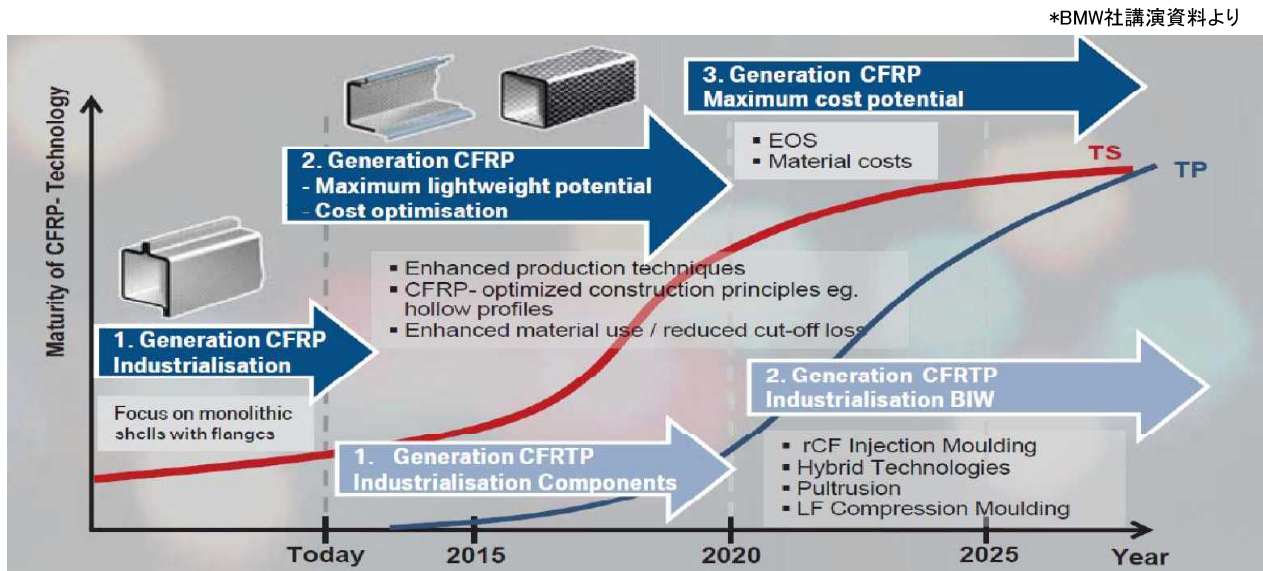 *BMW社講演資料より
3. Generation CFRP
Maximum cost potential
▪ EOS
▪ Material costs
TS
TP
2. Generation CFRP
- Maximum lightweight potential
- Cost optimisation
▪ Enhanced production techniques
▪ CFRP- optimized construction principles eg.
hollow profiles
▪ Enhanced material use / reduced cut-off loss
Maturity of CFRP- Technology
1. Generation CFRP
Industrialisation
Focus on monolithic
shells with flanges
2. Generation CFRTP
Industrialisation BIW
1. Generation CFRTP
Industrialisation Components
▪ rCF Injection Moulding
▪ Hybrid Technologies
▪ Pultrusion
▪ LF Compression Moulding
Today 2015 2020 2025 Year